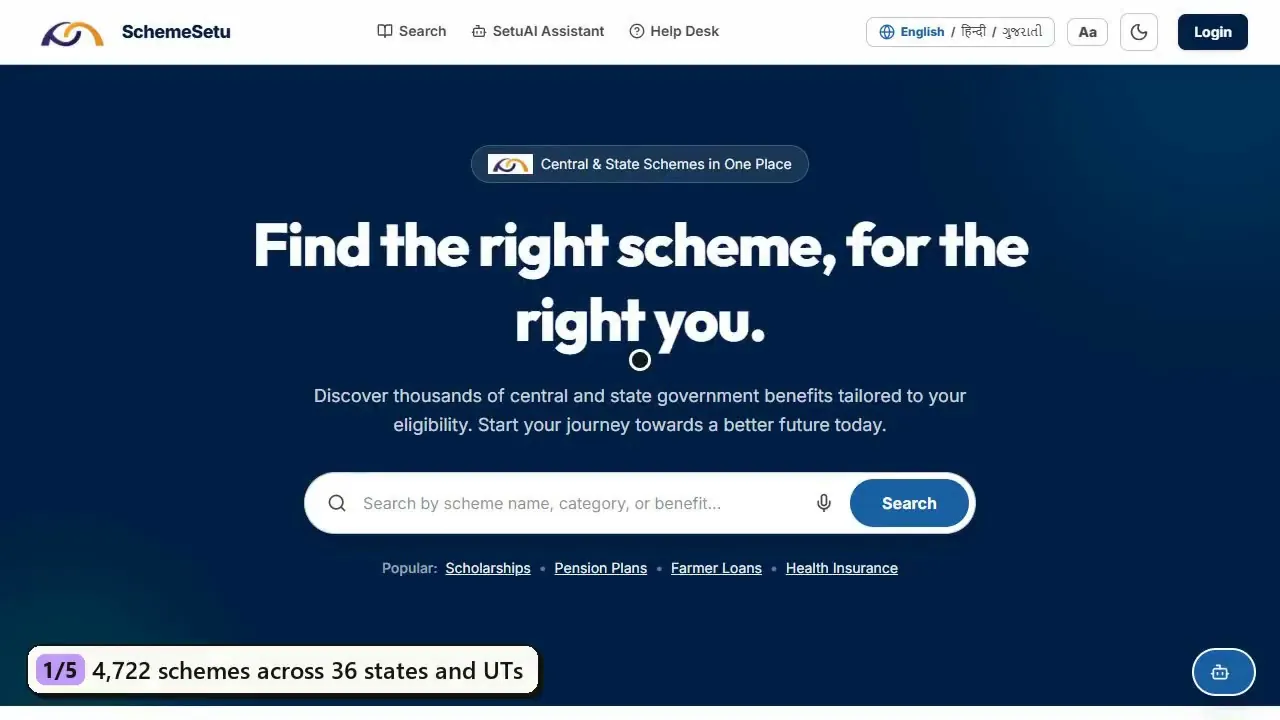 SchemeSetu
Search
SetuAI Assistant
Help Desk
English / हिन्दी / ગુજરાતી
Aa
Login
Central & State Schemes in One Place
Find the right scheme, for the
right you.
Discover thousands of central and state government benefits tailored to your
eligibility. Start your journey towards a better future today.
Search by scheme name, category, or benefit...
Search
Popular: Scholarships • Pension Plans • Farmer Loans • Health Insurance
1/5 4,722 schemes across 36 states and UTs